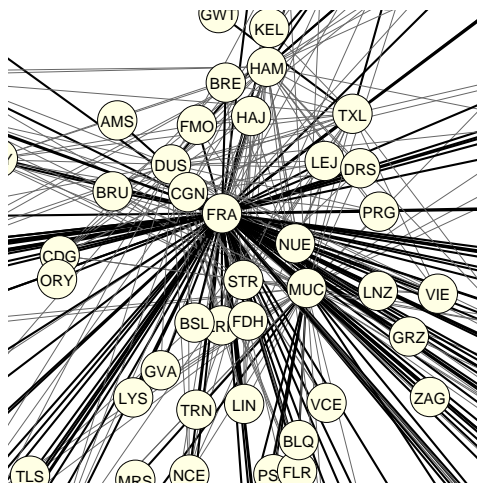 GWT
KEL
HAM
BRE
AMS
FMO
HAJ
TXL
DUS
LEJ
DRS
BRU
CGN
FRA
PRG
NUE
CDG
ORY
STR
MUC
LNZ
VIE
BSL
FDH
GRZ
GVA
LYS
TRN
LIN
VCE
ZAG
BLQ
TLS
MRS
NCE
FLR